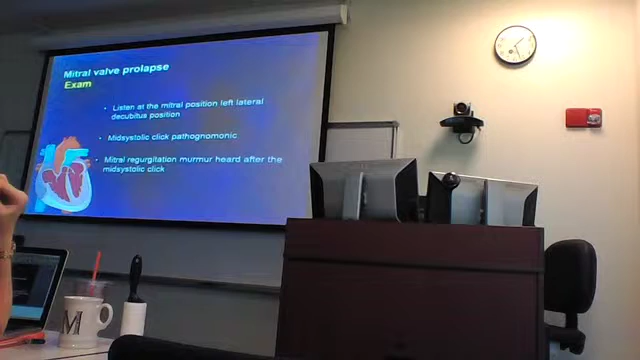 Mitral valve prolapse
Exam
• Listen at the mitral position left lateral
decubitus position
• Midsystolic click pathognomonic
• Mitral regurgitation murmur heard after the
midsystolic click
M